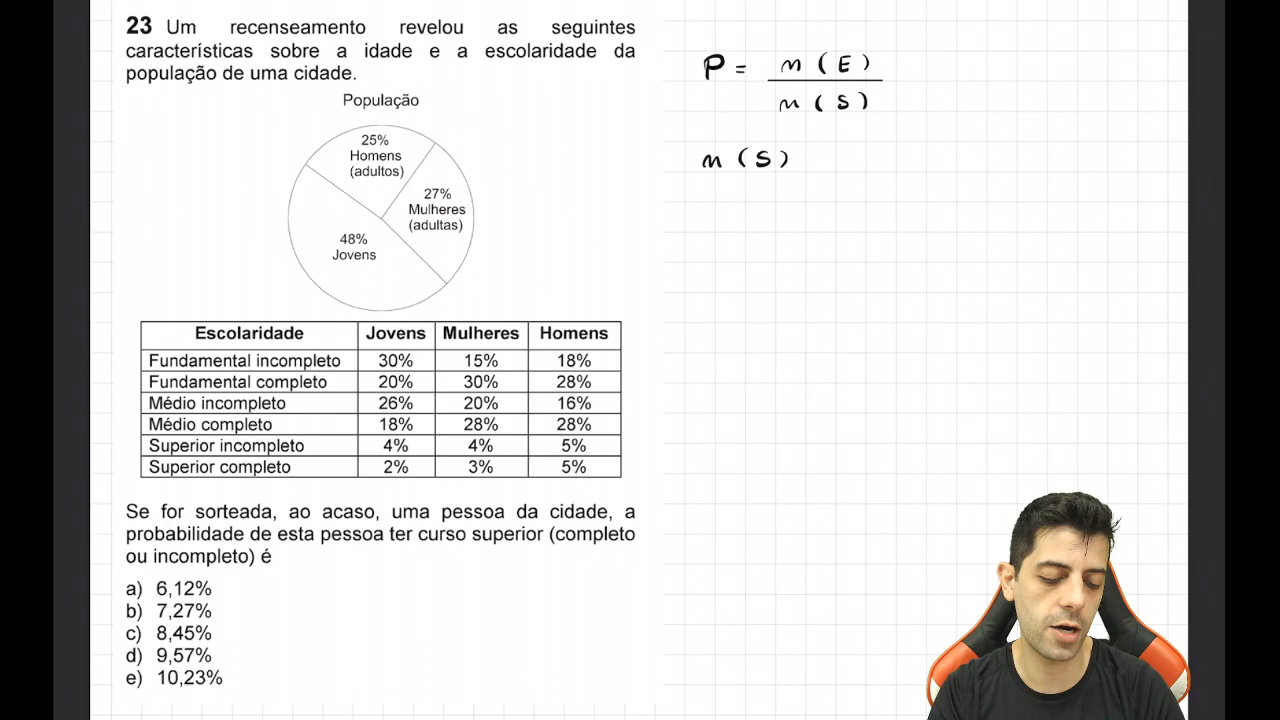 23 Um recenseamento revelou as seguintes
características sobre a idade e a escolaridade da
população de uma cidade.
População
25%
Homens
(adultos)
27%
Mulheres
(adultas)
48%
Jovens
Escolaridade Jovens Mulheres Homens
Fundamental incompleto 30% 15% 18%
Fundamental completo 20% 30% 28%
Médio incompleto 26% 20% 16%
Médio completo 18% 28% 28%
Superior incompleto 4% 4% 5%
Superior completo 2% 3% 5%
Se for sorteada, ao acaso, uma pessoa da cidade, a
probabilidade de esta pessoa ter curso superior (completo
ou incompleto) é
a) 6,12%
b) 7,27%
c) 8,45%
d) 9,57%
e) 10,23%
P = n(E)
n(S)
n(S)